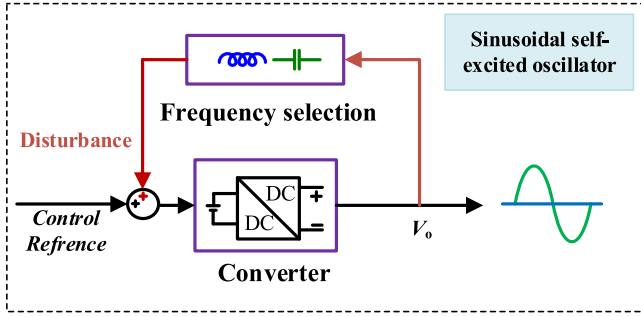 Sinusoidal self-
excited oscillator
Frequency selection
Disturbance
Control
Refrence
DC
DC
Converter
Vo